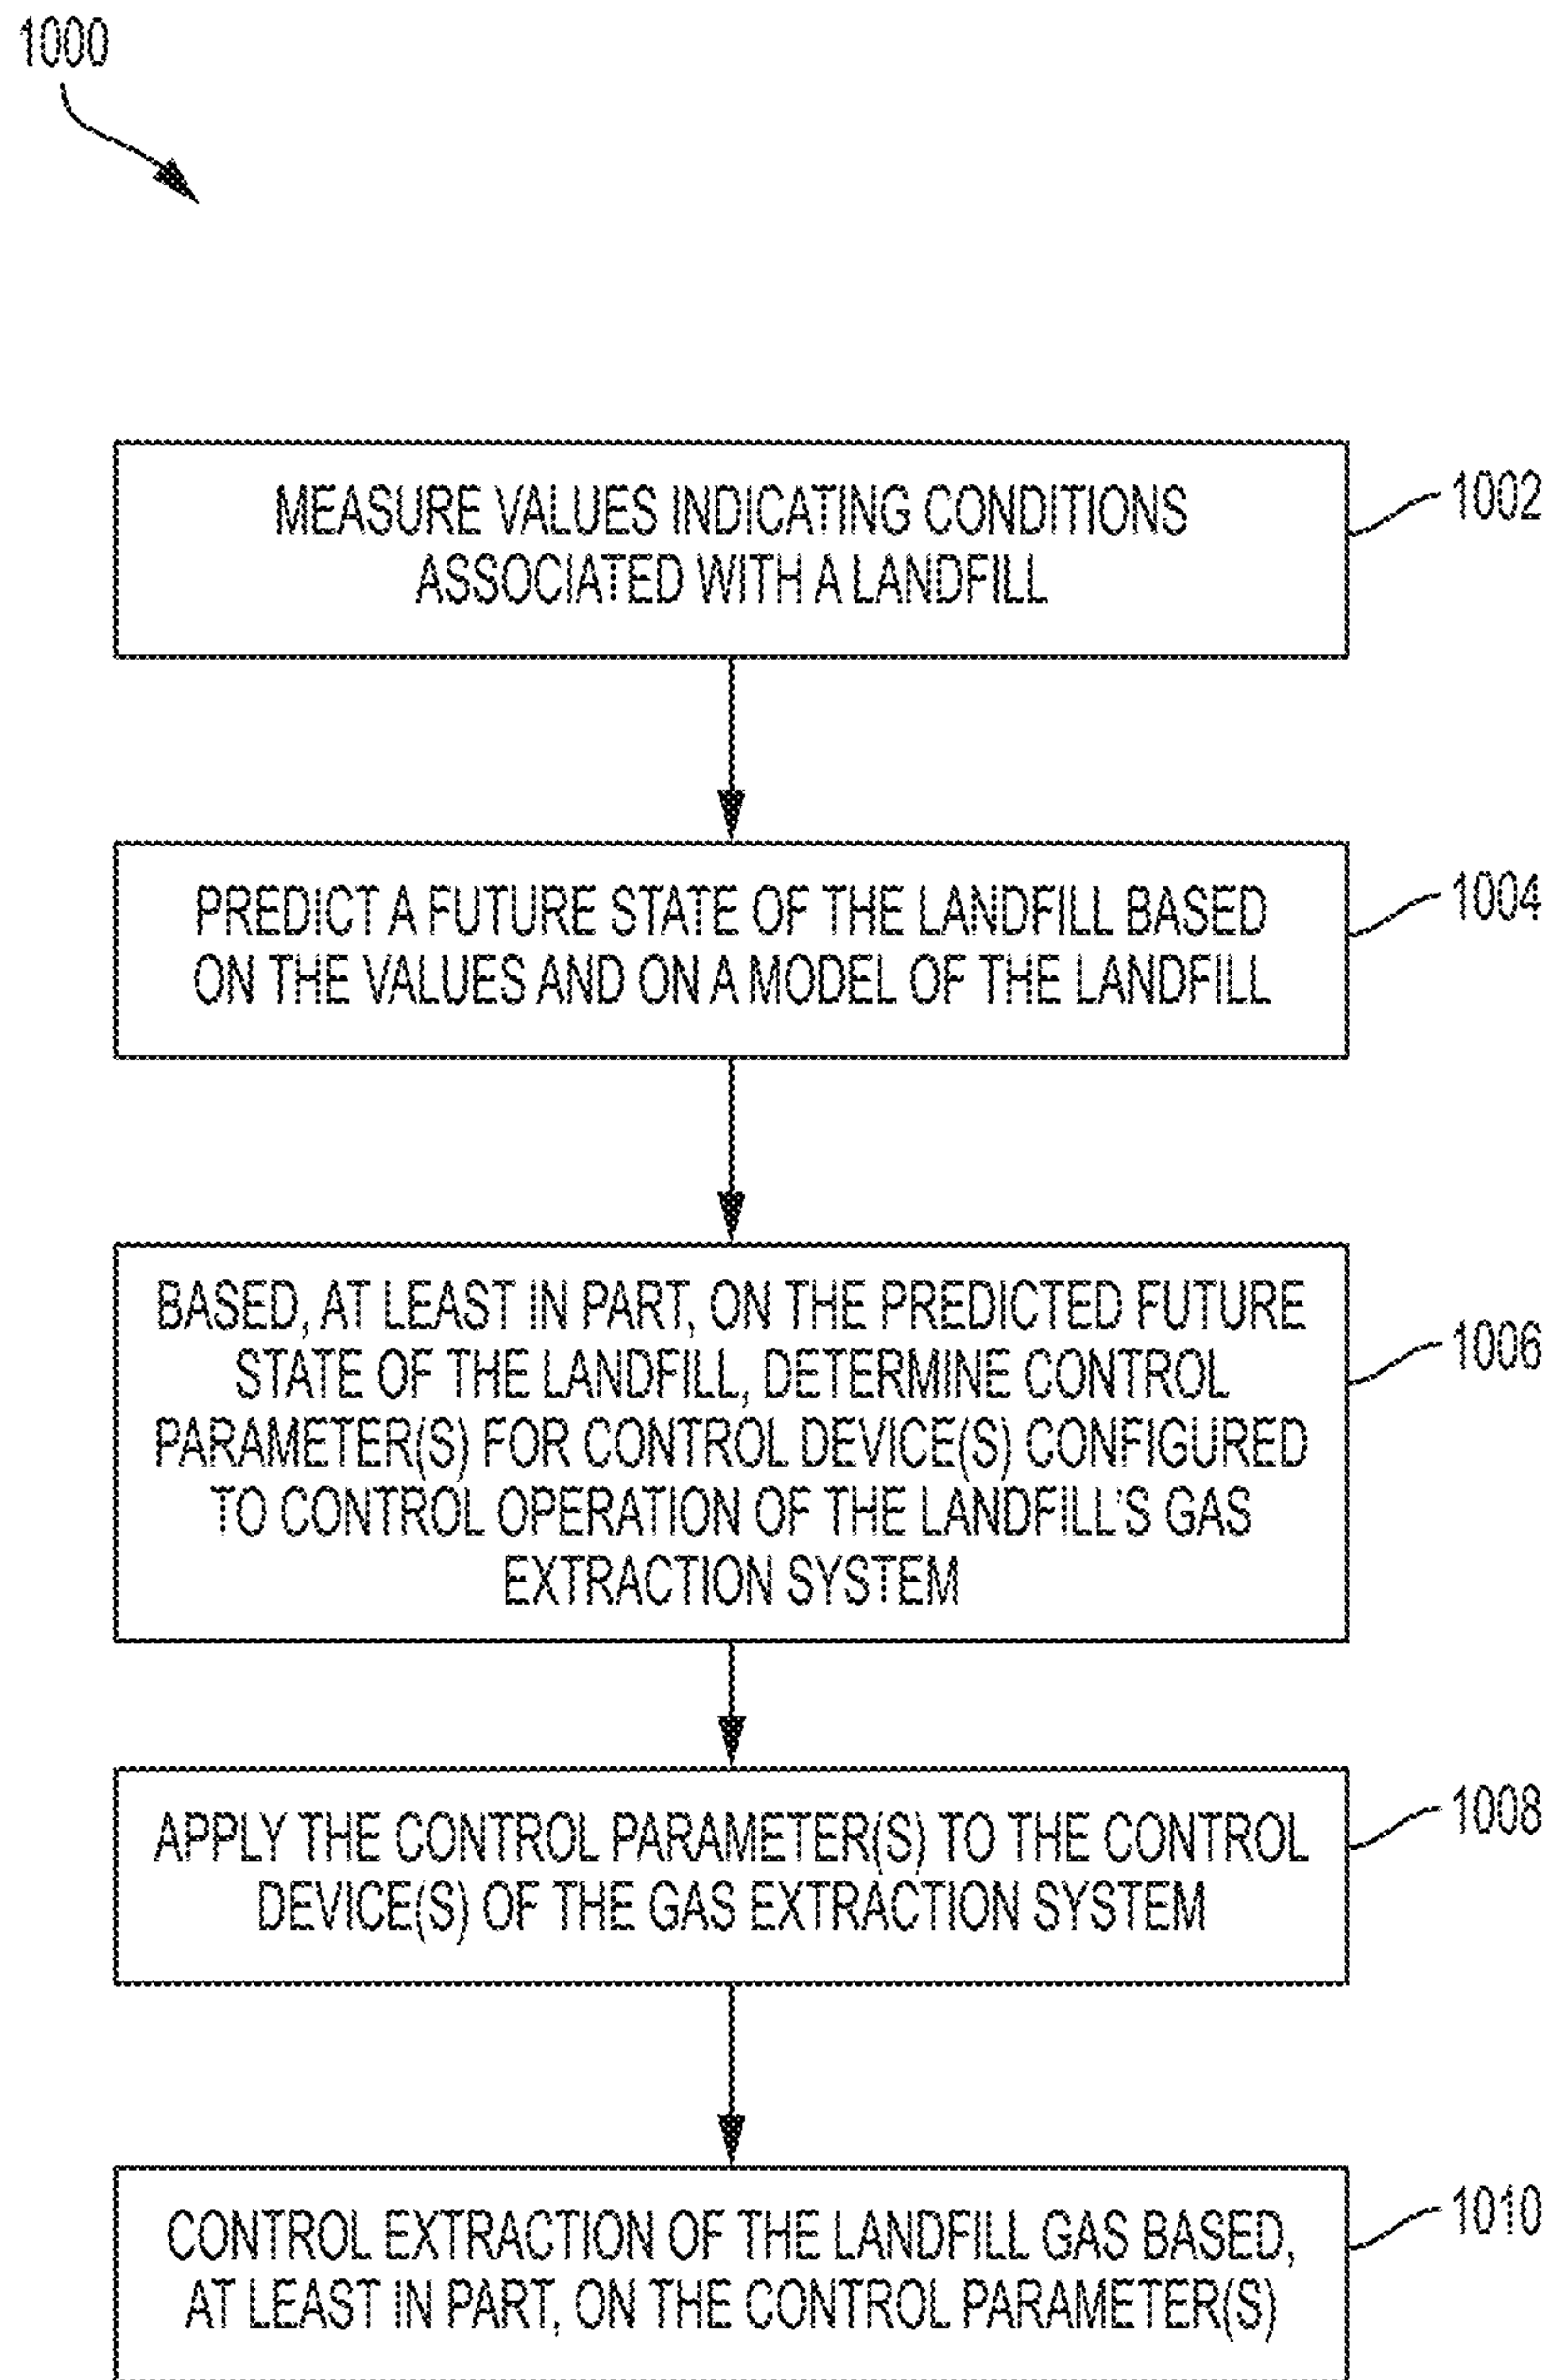 1000
MEASURE VALUES INDICATING CONDITIONS
ASSOCIATED WITH A LANDFILL
1002
PREDICT A FUTURE STATE OF THE LANDFILL BASED
ON THE VALUES AND ON A MODEL OF THE LANDFILL
1004
BASED, AT LEAST IN PART, ON THE PREDICTED FUTURE
STATE OF THE LANDFILL, DETERMINE CONTROL
PARAMETER(S) FOR CONTROL DEVICE(S) CONFIGURED
TO CONTROL OPERATION OF THE LANDFILL'S GAS
EXTRACTION SYSTEM
1006
APPLY THE CONTROL PARAMETER(S) TO THE CONTROL
DEVICE(S) OF THE GAS EXTRACTION SYSTEM
1008
CONTROL EXTRACTION OF THE LANDFILL GAS BASED,
AT LEAST IN PART, ON THE CONTROL PARAMETER(S)
1010